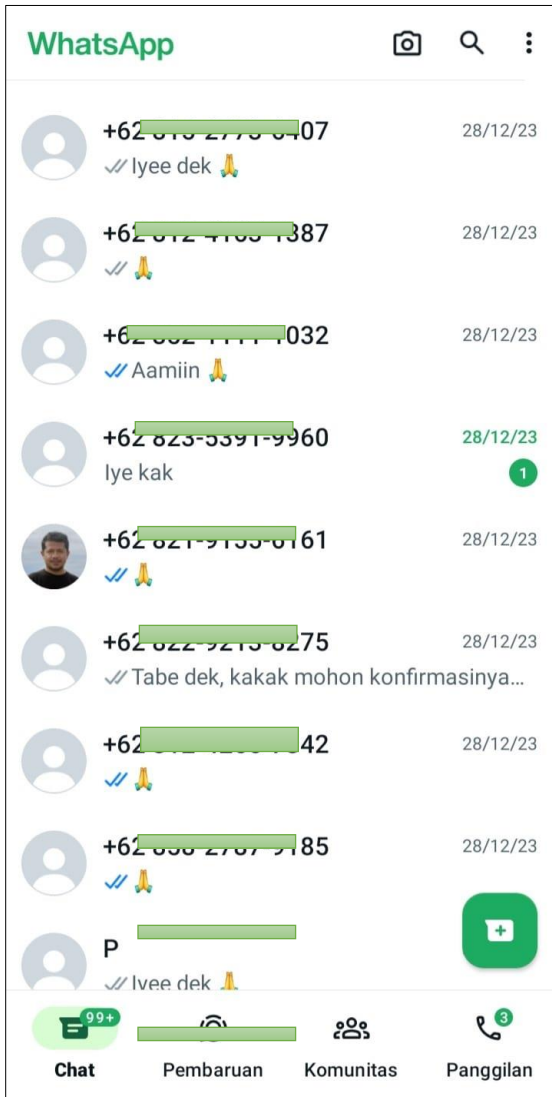 WhatsApp
+62 07 28/12/23
Iyee dek 🙏
+62 387 28/12/23
🙏
+62 032 28/12/23
Aamiin 🙏
+62 960 28/12/23
Iye kak 1
+62 61 28/12/23
🙏
+62 275 28/12/23
Tabe dek, kakak mohon konfirmasinya...
+62 42 28/12/23
🙏
+62 85 28/12/23
🙏
P
Iyee dek 🙏
99+ 3
Chat Pembaruan Komunitas Panggilan